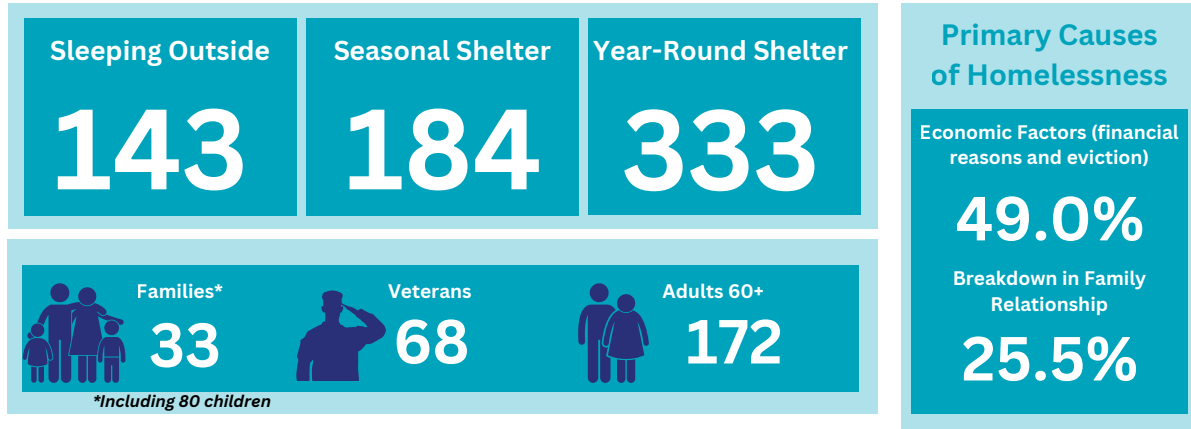 Sleeping Outside
143
Seasonal Shelter
184
Year-Round Shelter
333
Families*
33
Veterans
68
Adults 60+
172
*Including 80 children
Primary Causes
of Homelessness
Economic Factors (financial
reasons and eviction)
49.0%
Breakdown in Family
Relationship
25.5%